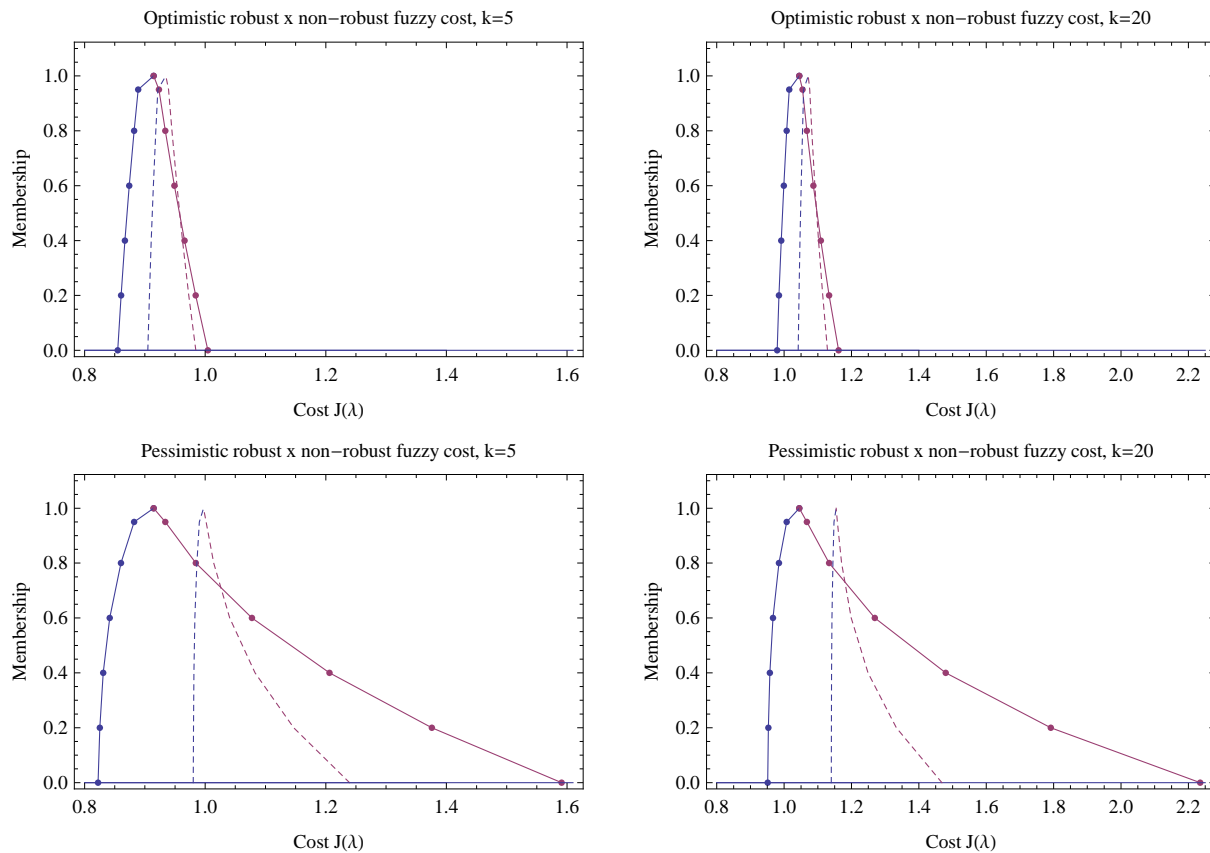 Optimistic robust x non−robust fuzzy cost, k=5
Membership
1.0
0.8
0.6
0.4
0.2
0.0
0.8 1.0 1.2 1.4 1.6
Cost J(λ)
Optimistic robust x non−robust fuzzy cost, k=20
Membership
1.0
0.8
0.6
0.4
0.2
0.0
0.8 1.0 1.2 1.4 1.6 1.8 2.0 2.2
Cost J(λ)
Pessimistic robust x non−robust fuzzy cost, k=5
Membership
1.0
0.8
0.6
0.4
0.2
0.0
0.8 1.0 1.2 1.4 1.6
Cost J(λ)
Pessimistic robust x non−robust fuzzy cost, k=20
Membership
1.0
0.8
0.6
0.4
0.2
0.0
0.8 1.0 1.2 1.4 1.6 1.8 2.0 2.2
Cost J(λ)